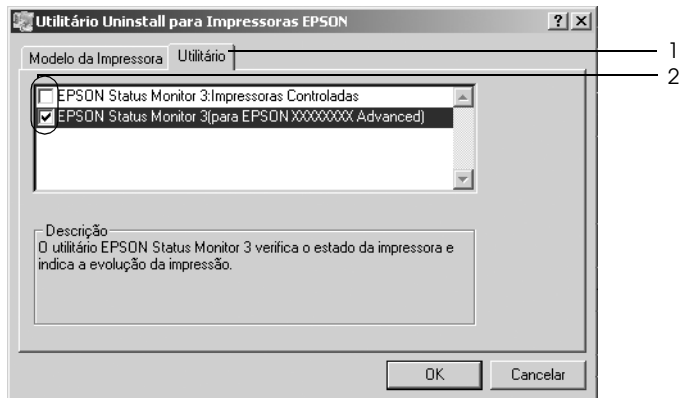 Utilitário Uninstall para Impressoras EPSON
Modelo da Impressora Utilitário
1
2
EPSON Status Monitor 3:Impressoras Controladas
EPSON Status Monitor 3(para EPSON XXXXXXXX Advanced)
Descrição
O utilitário EPSON Status Monitor 3 verifica o estado da impressora e
indica a evolução da impressão.
OK Cancelar